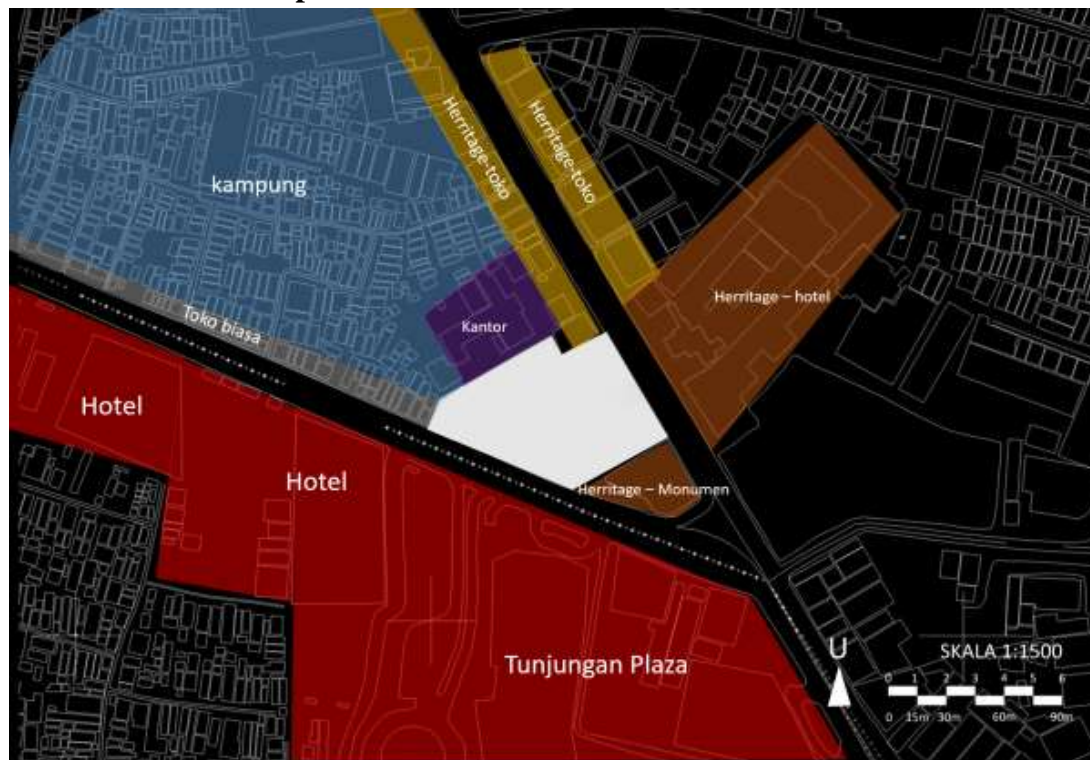 Herritage-toko
Herritage-toko
kampung
Herritage – hotel
Toko biasa
Kantor
Hotel
Hotel
Herritage – Monumen
Tunjungan Plaza
U
SKALA 1:1500
0 1 2 3 4 5 6
0 15m 30m 60m 90m